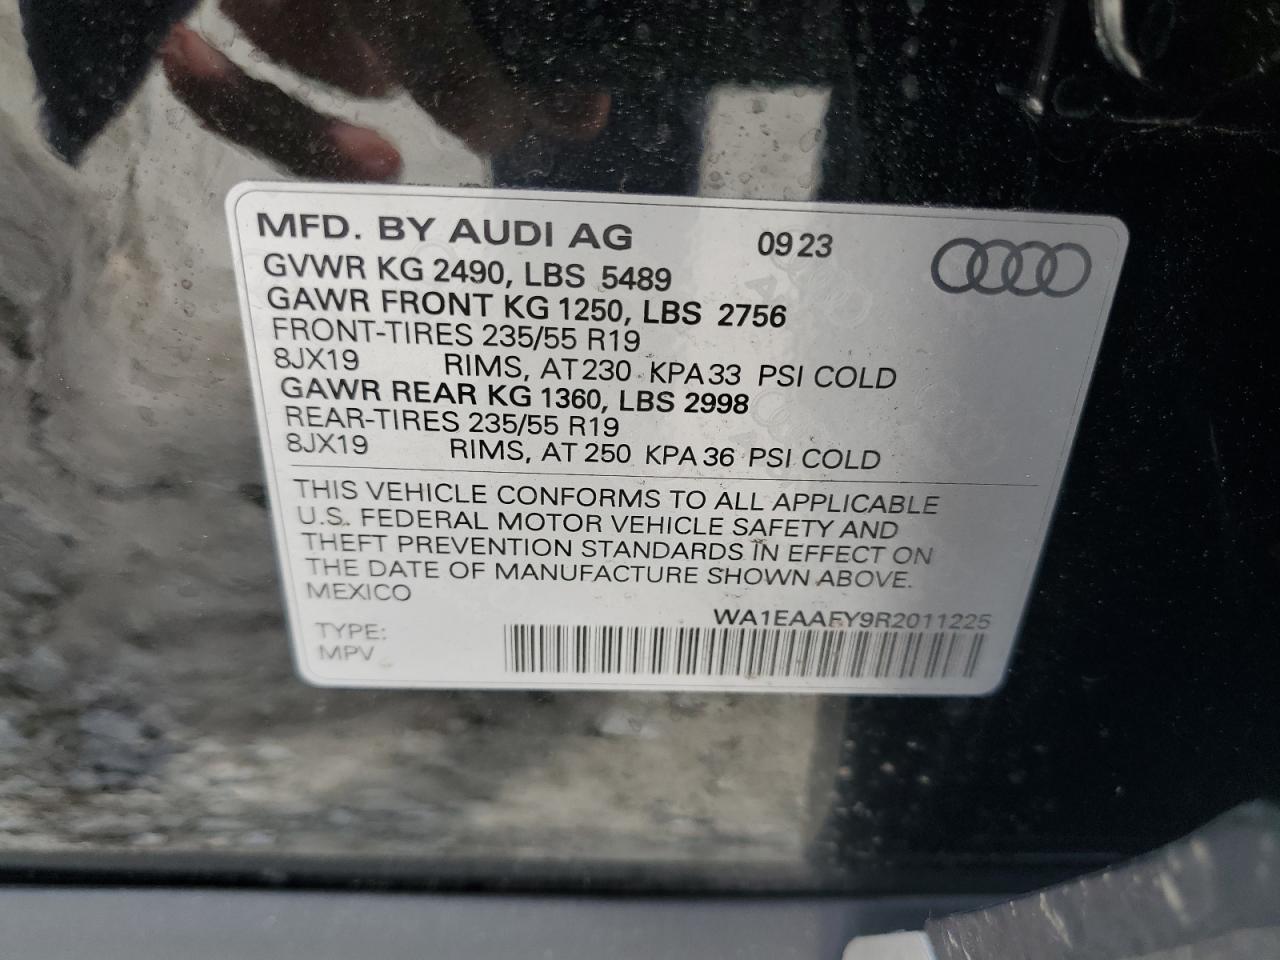 MFD. BY AUDI AG 09 23
GVWR KG 2490, LBS 5489
GAWR FRONT KG 1250, LBS 2756
FRONT-TIRES 235/55 R19
8JX19 RIMS, AT 230 KPA 33 PSI COLD
GAWR REAR KG 1360, LBS 2998
REAR-TIRES 235/55 R19
8JX19 RIMS, AT 250 KPA 36 PSI COLD
THIS VEHICLE CONFORMS TO ALL APPLICABLE
U.S. FEDERAL MOTOR VEHICLE SAFETY AND
THEFT PREVENTION STANDARDS IN EFFECT ON
THE DATE OF MANUFACTURE SHOWN ABOVE.
MEXICO
WA1EAAFY9R2011225
TYPE:
MPV